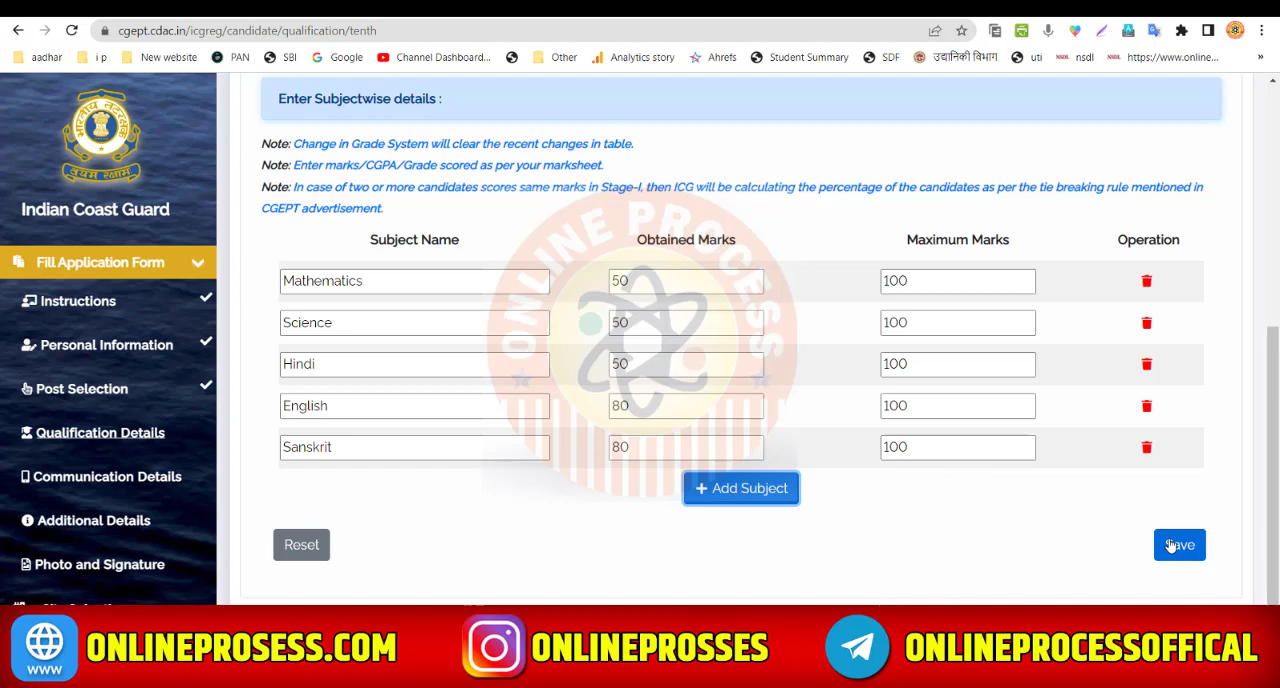 cgept.cdac.in/icgreg/candidate/qualification/tenth
aadhar i p New website PAN SBI Google Channel Dashboard... Other Analytics story Ahrefs Student Summary SDF उद्यानिकी विभाग uti nsdl https://www.online... »
Enter Subjectwise details :
Note: Change in Grade System will clear the recent changes in table.
Note: Enter marks/CGPA/Grade scored as per your marksheet.
Note: In case of two or more candidates scores same marks in Stage-I, then ICG will be calculating the percentage of the candidates as per the tie breaking rule mentioned in
CGEPT advertisement.
Indian Coast Guard
Fill Application Form
Instructions
Personal Information
Post Selection
Qualification Details
Communication Details
Additional Details
Photo and Signature
Subject Name Obtained Marks Maximum Marks Operation
Mathematics 50 100
Science 50 100
Hindi 50 100
English 80 100
Sanskrit 80 100
+ Add Subject
Reset Save
ONLINE PROCESS
www ONLINEPROSESS.COM ONLINEPROSSES ONLINEPROCESSOFFICAL